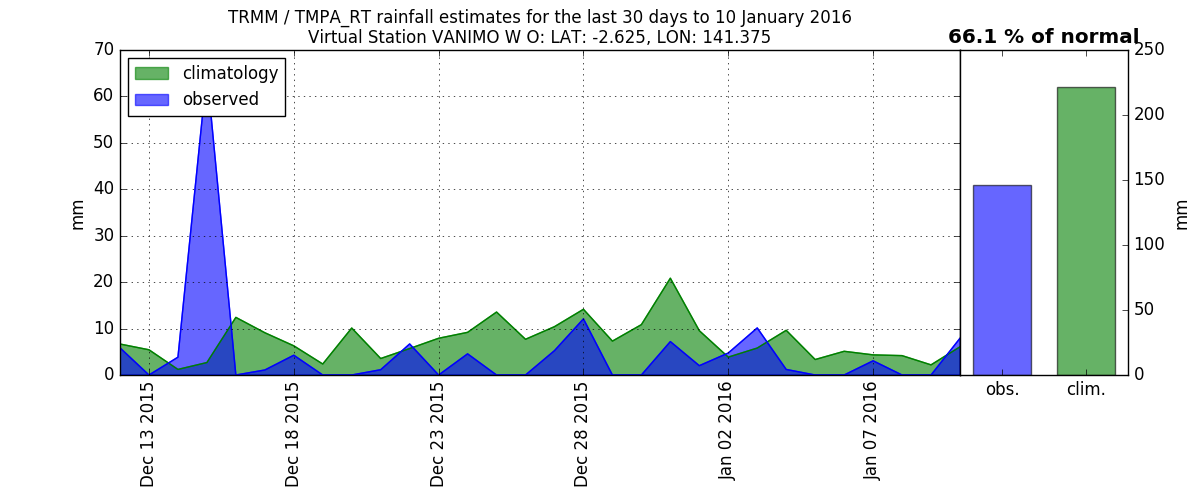 TRMM / TMPA_RT rainfall estimates for the last 30 days to 10 January 2016
Virtual Station VANIMO W O: LAT: -2.625, LON: 141.375
66.1 % of normal
climatology
observed
mm
70
60
50
40
30
20
10
0
Dec 13 2015
Dec 18 2015
Dec 23 2015
Dec 28 2015
Jan 02 2016
Jan 07 2016
obs.
clim.
250
200
150
100
50
0
mm